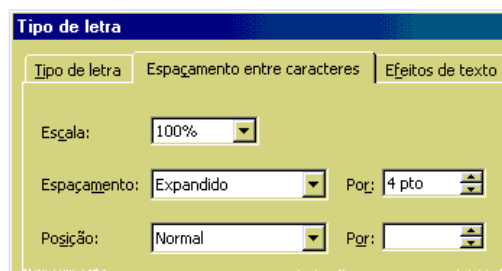 Tipo de letra
Tipo de letra Espaçamento entre caracteres Efeitos de texto
Escala: 100%
Espaçamento: Expandido Por: 4 pto
Posição: Normal Por: